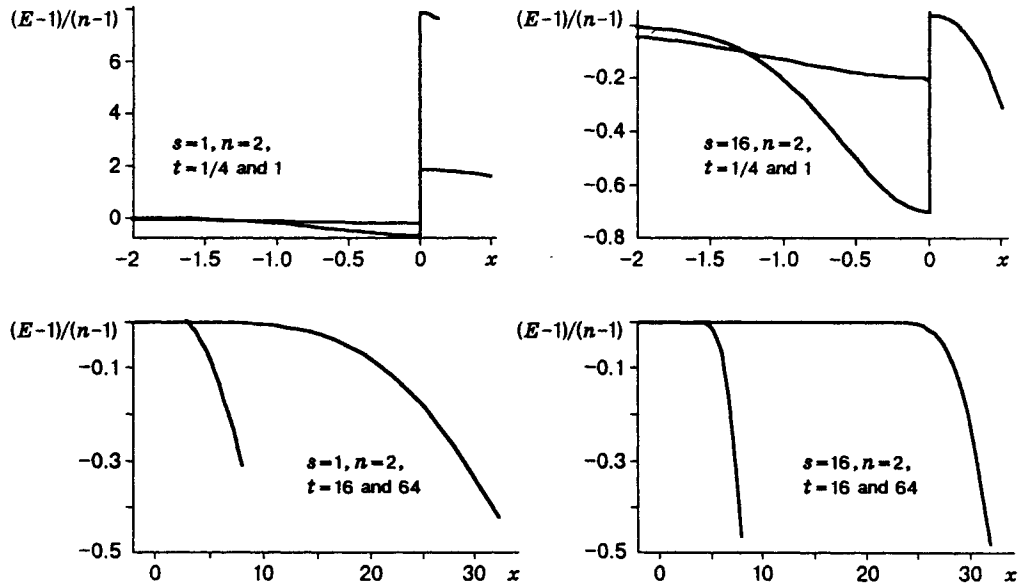 (E-1)/(n-1)
6
4
2
0
s=1, n=2,
t=1/4 and 1
-2 -1.5 -1.0 -0.5 0 x
(E-1)/(n-1)
-0.2
-0.4
-0.6
-0.8
s=16, n=2,
t=1/4 and 1
-2 -1.5 -1.0 -0.5 0 x
(E-1)/(n-1)
-0.1
-0.3
-0.5
s=1, n=2,
t=16 and 64
0 10 20 30 x
(E-1)/(n-1)
-0.1
-0.3
-0.5
s=16, n=2,
t=16 and 64
0 10 20 30 x